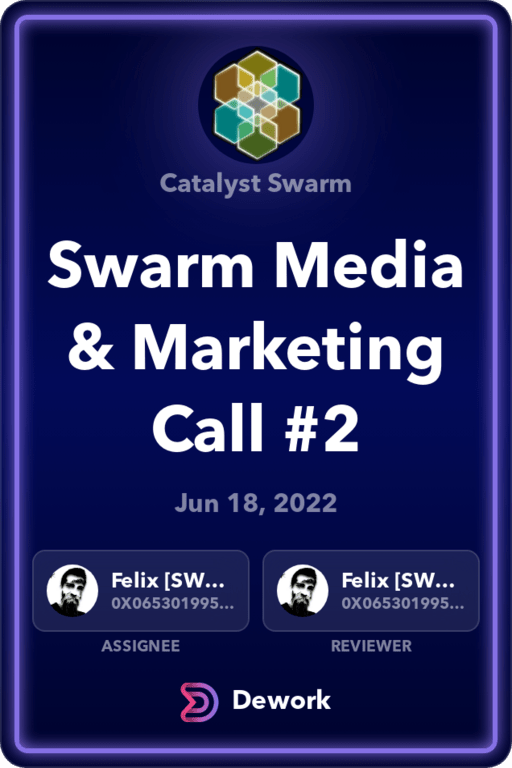 Catalyst Swarm
Swarm Media
& Marketing
Call #2
Jun 18, 2022
Felix [SW...
0X065301995...
ASSIGNEE
Felix [SW...
0X065301995...
REVIEWER
Dework